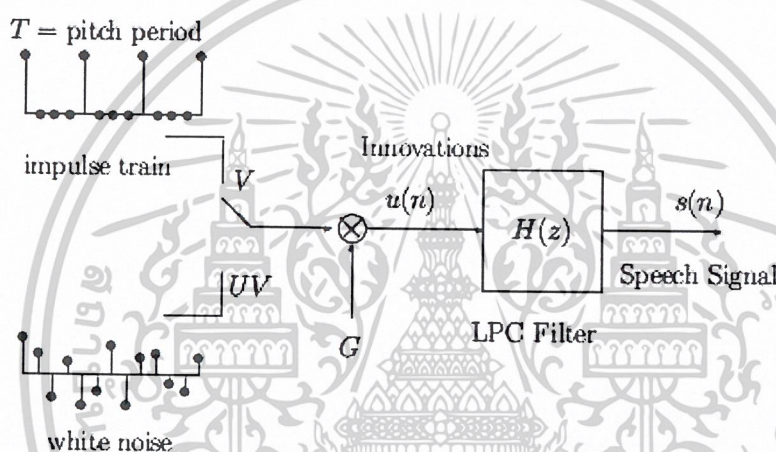 T = pitch period
impulse train
V
Innovations
u(n)
H(z)
s(n)
Speech Signal
UV
G
LPC Filter
white noise